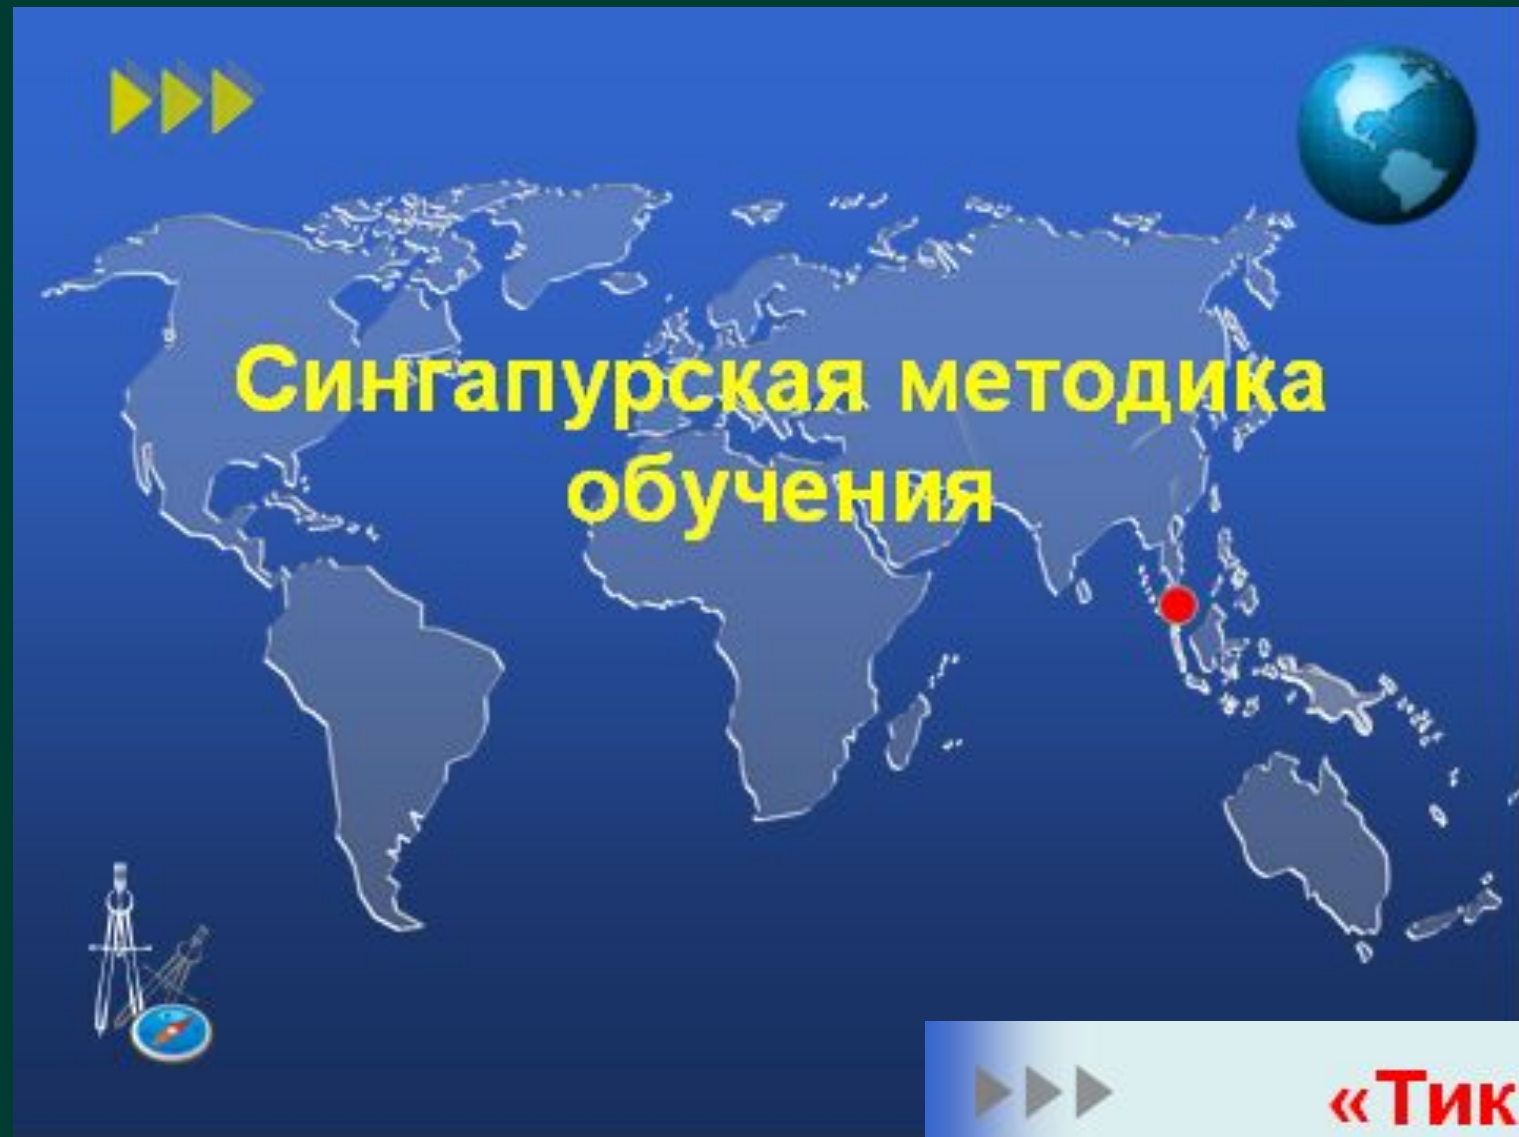 Сингапурская методика
обучения
«Тик